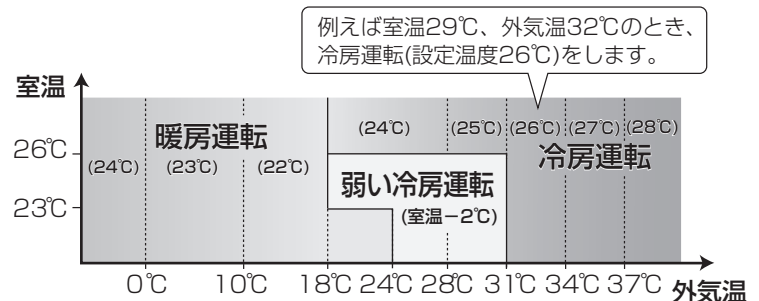 例えば室温29℃、外気温32℃のとき、
冷房運転(設定温度26℃)をします。
室温
26℃
23℃
暖房運転
(24℃)
(23℃)
(22℃)
(24℃)
(25℃)
(26℃)
(27℃)
(28℃)
冷房運転
弱い冷房運転
(室温－2℃)
0℃
10℃
18℃
24℃
28℃
31℃
34℃
37℃
外気温